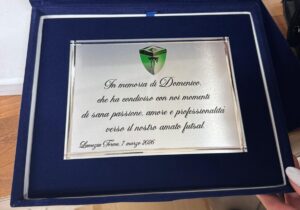 In memoria di Domenico,
che ha condiviso con noi momenti
di sana passione, amore e professionalità
verso il nostro amato futsal.
Terme, 7 marzo 2026